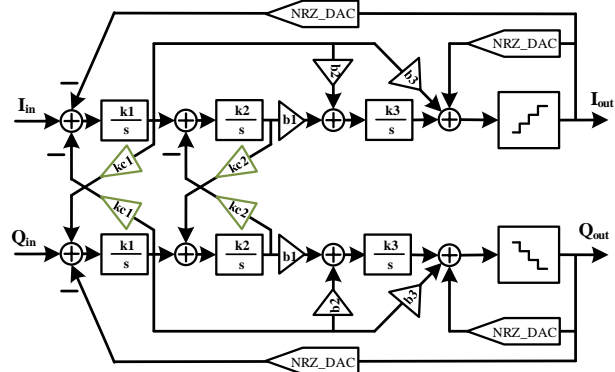 NRZ_DAC
NRZ_DAC
I_in
k1
s
k2
s
b1
b2
b3
k3
s
I_out
kc1
kc2
kc1
kc2
Q_in
k1
s
k2
s
b1
b2
b3
k3
s
Q_out
NRZ_DAC
NRZ_DAC